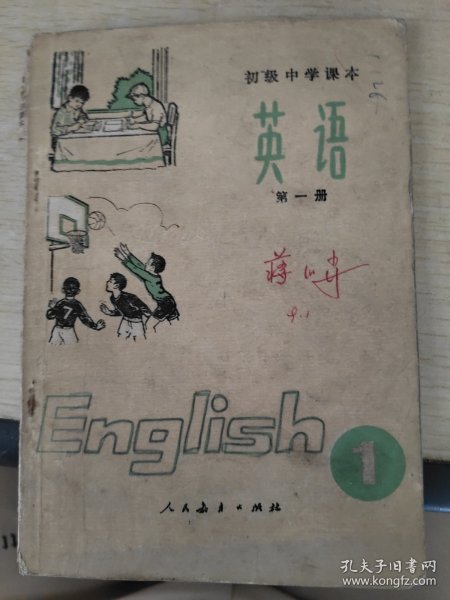 初级中学课本
英语
第一册
7
English
1
人民教育出版社
孔夫子旧书网
www.kongfz.com